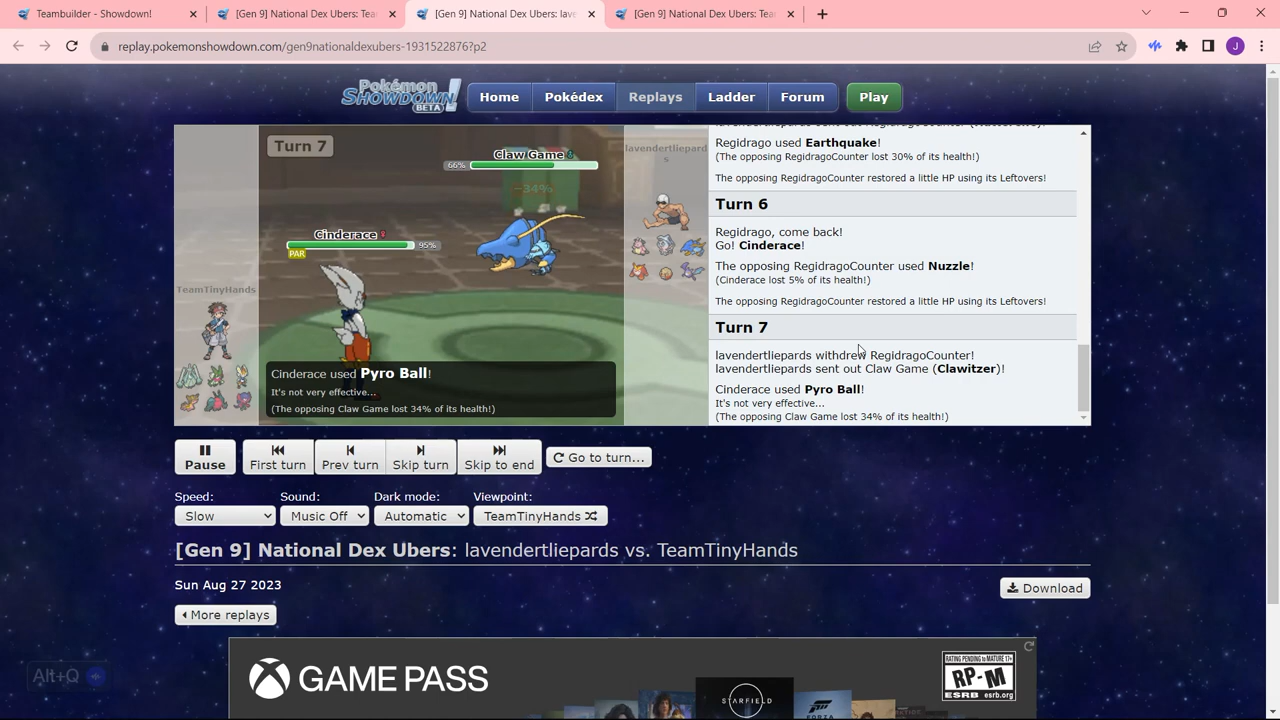 Teambuilder - Showdown!
[Gen 9] National Dex Ubers: Tea
[Gen 9] National Dex Ubers: lave
[Gen 9] National Dex Ubers: Tea
replay.pokemonshowdown.com/gen9nationaldexubers-1931522876?p2
J
Pokémon
SHOWDOWN!
BETA
Home
Pokédex
Replays
Ladder
Forum
Play
Turn 7
Claw Game
66%
-34%
Cinderace
95%
PAR
TeamTinyHands
lavendertliepard
s
Cinderace used Pyro Ball!
It's not very effective...
(The opposing Claw Game lost 34% of its health!)
Regidrago used Earthquake!
(The opposing RegidragoCounter lost 30% of its health!)
The opposing RegidragoCounter restored a little HP using its Leftovers!
Turn 6
Regidrago, come back!
Go! Cinderace!
The opposing RegidragoCounter used Nuzzle!
(Cinderace lost 5% of its health!)
The opposing RegidragoCounter restored a little HP using its Leftovers!
Turn 7
lavendertliepards withdrew RegidragoCounter!
lavendertliepards sent out Claw Game (Clawitzer)!
Cinderace used Pyro Ball!
It's not very effective...
(The opposing Claw Game lost 34% of its health!)
Pause
First turn
Prev turn
Skip turn
Skip to end
Go to turn...
Speed:
Sound:
Dark mode:
Viewpoint:
Slow
Music Off
Automatic
TeamTinyHands
[Gen 9] National Dex Ubers: lavendertliepards vs. TeamTinyHands
Sun Aug 27 2023
Download
More replays
Alt+Q
GAME PASS
STARFIELD
RATING PENDING to MATURE 17+
RP-M
ESRB esrb.org